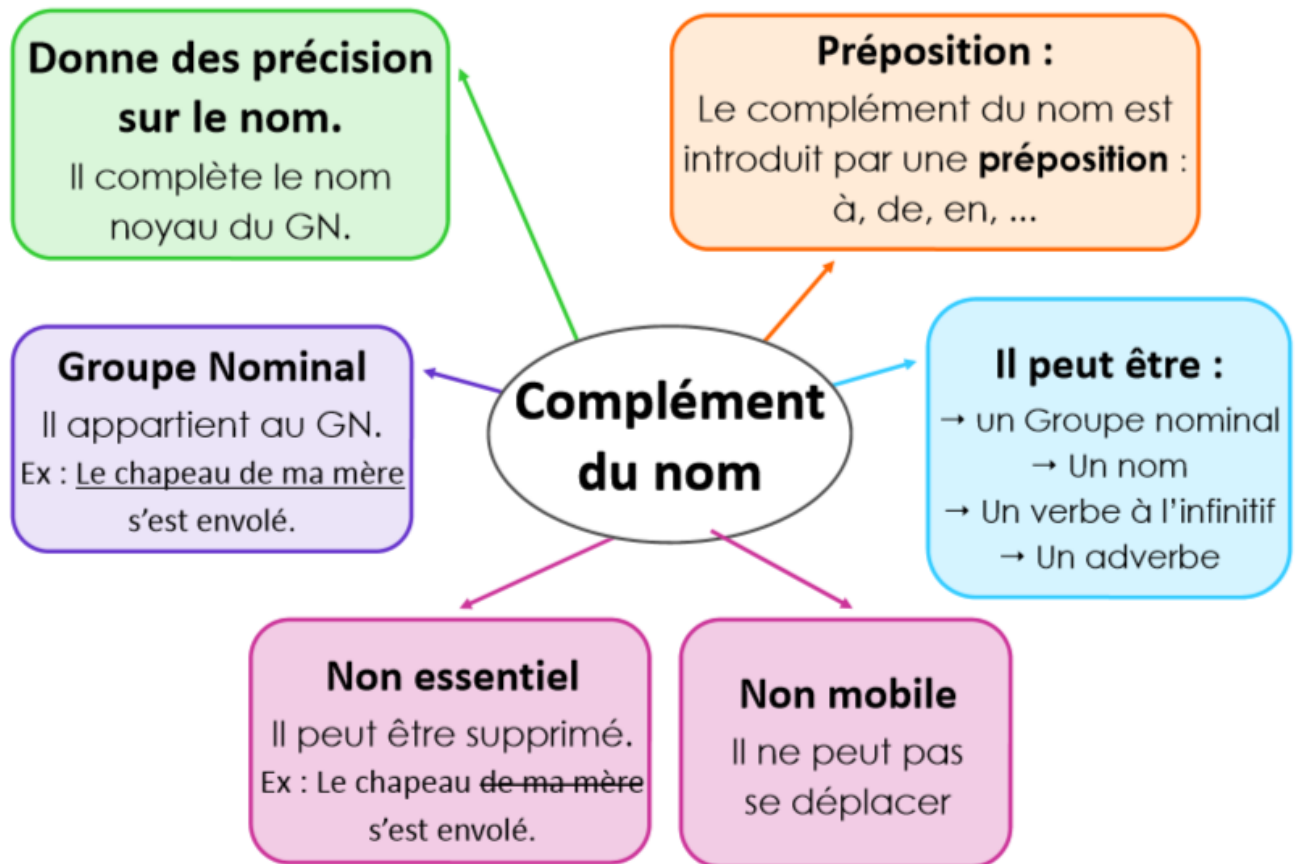 Donne des précision
sur le nom.
Il complète le nom
noyau du GN.
Préposition :
Le complément du nom est
introduit par une préposition :
à, de, en, ...
Groupe Nominal
Il appartient au GN.
Ex : Le chapeau de ma mère
s'est envolé.
Complément
du nom
Il peut être :
→ un Groupe nominal
→ Un nom
→ Un verbe à l'infinitif
→ Un adverbe
Non essentiel
Il peut être supprimé.
Ex : Le chapeau de ma mère
s'est envolé.
Non mobile
Il ne peut pas
se déplacer